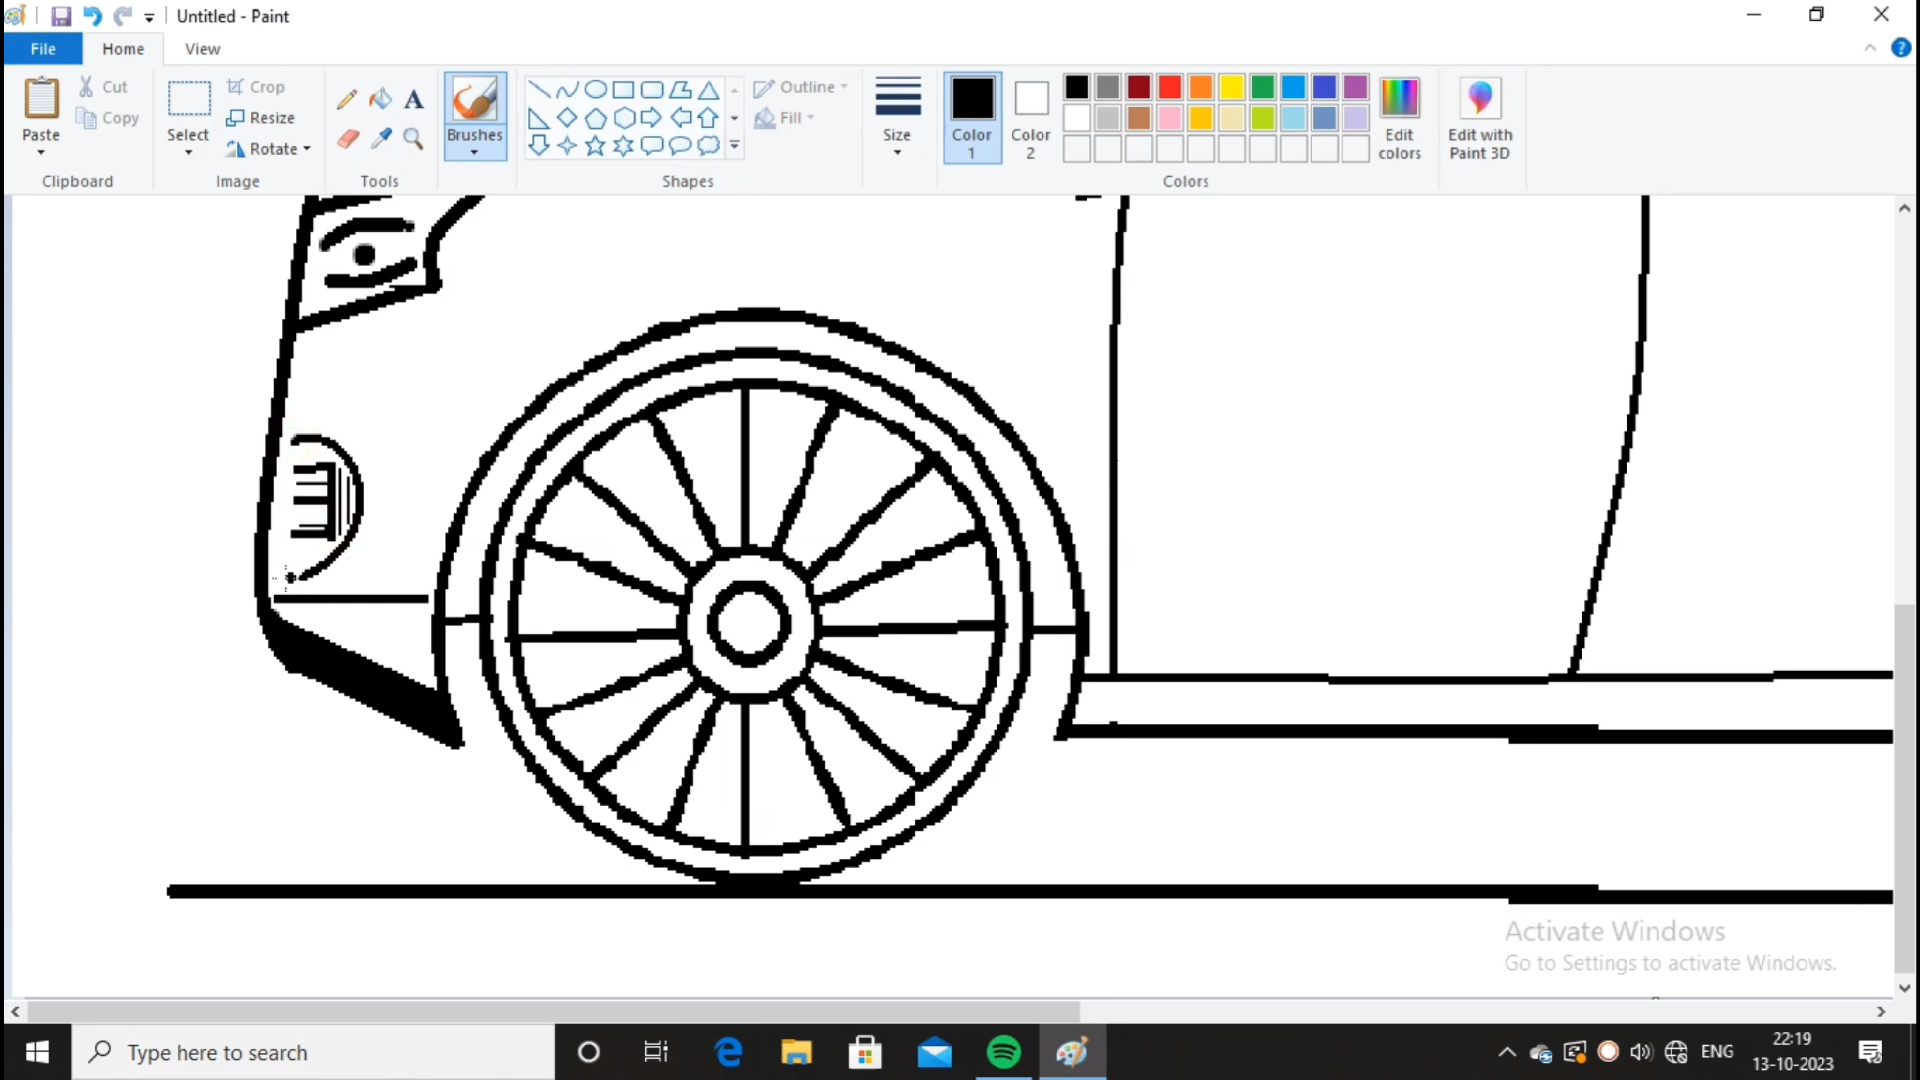 Untitled - Paint
File
Home
View
Paste
Cut
Copy
Clipboard
Select
Crop
Resize
Rotate
Image
Tools
Brushes
Outline
Fill
Shapes
Size
Color
1
Color
2
Edit
colors
Colors
Edit with
Paint 3D
Activate Windows
Go to Settings to activate Windows.
Type here to search
ENG
22:19
13-10-2023